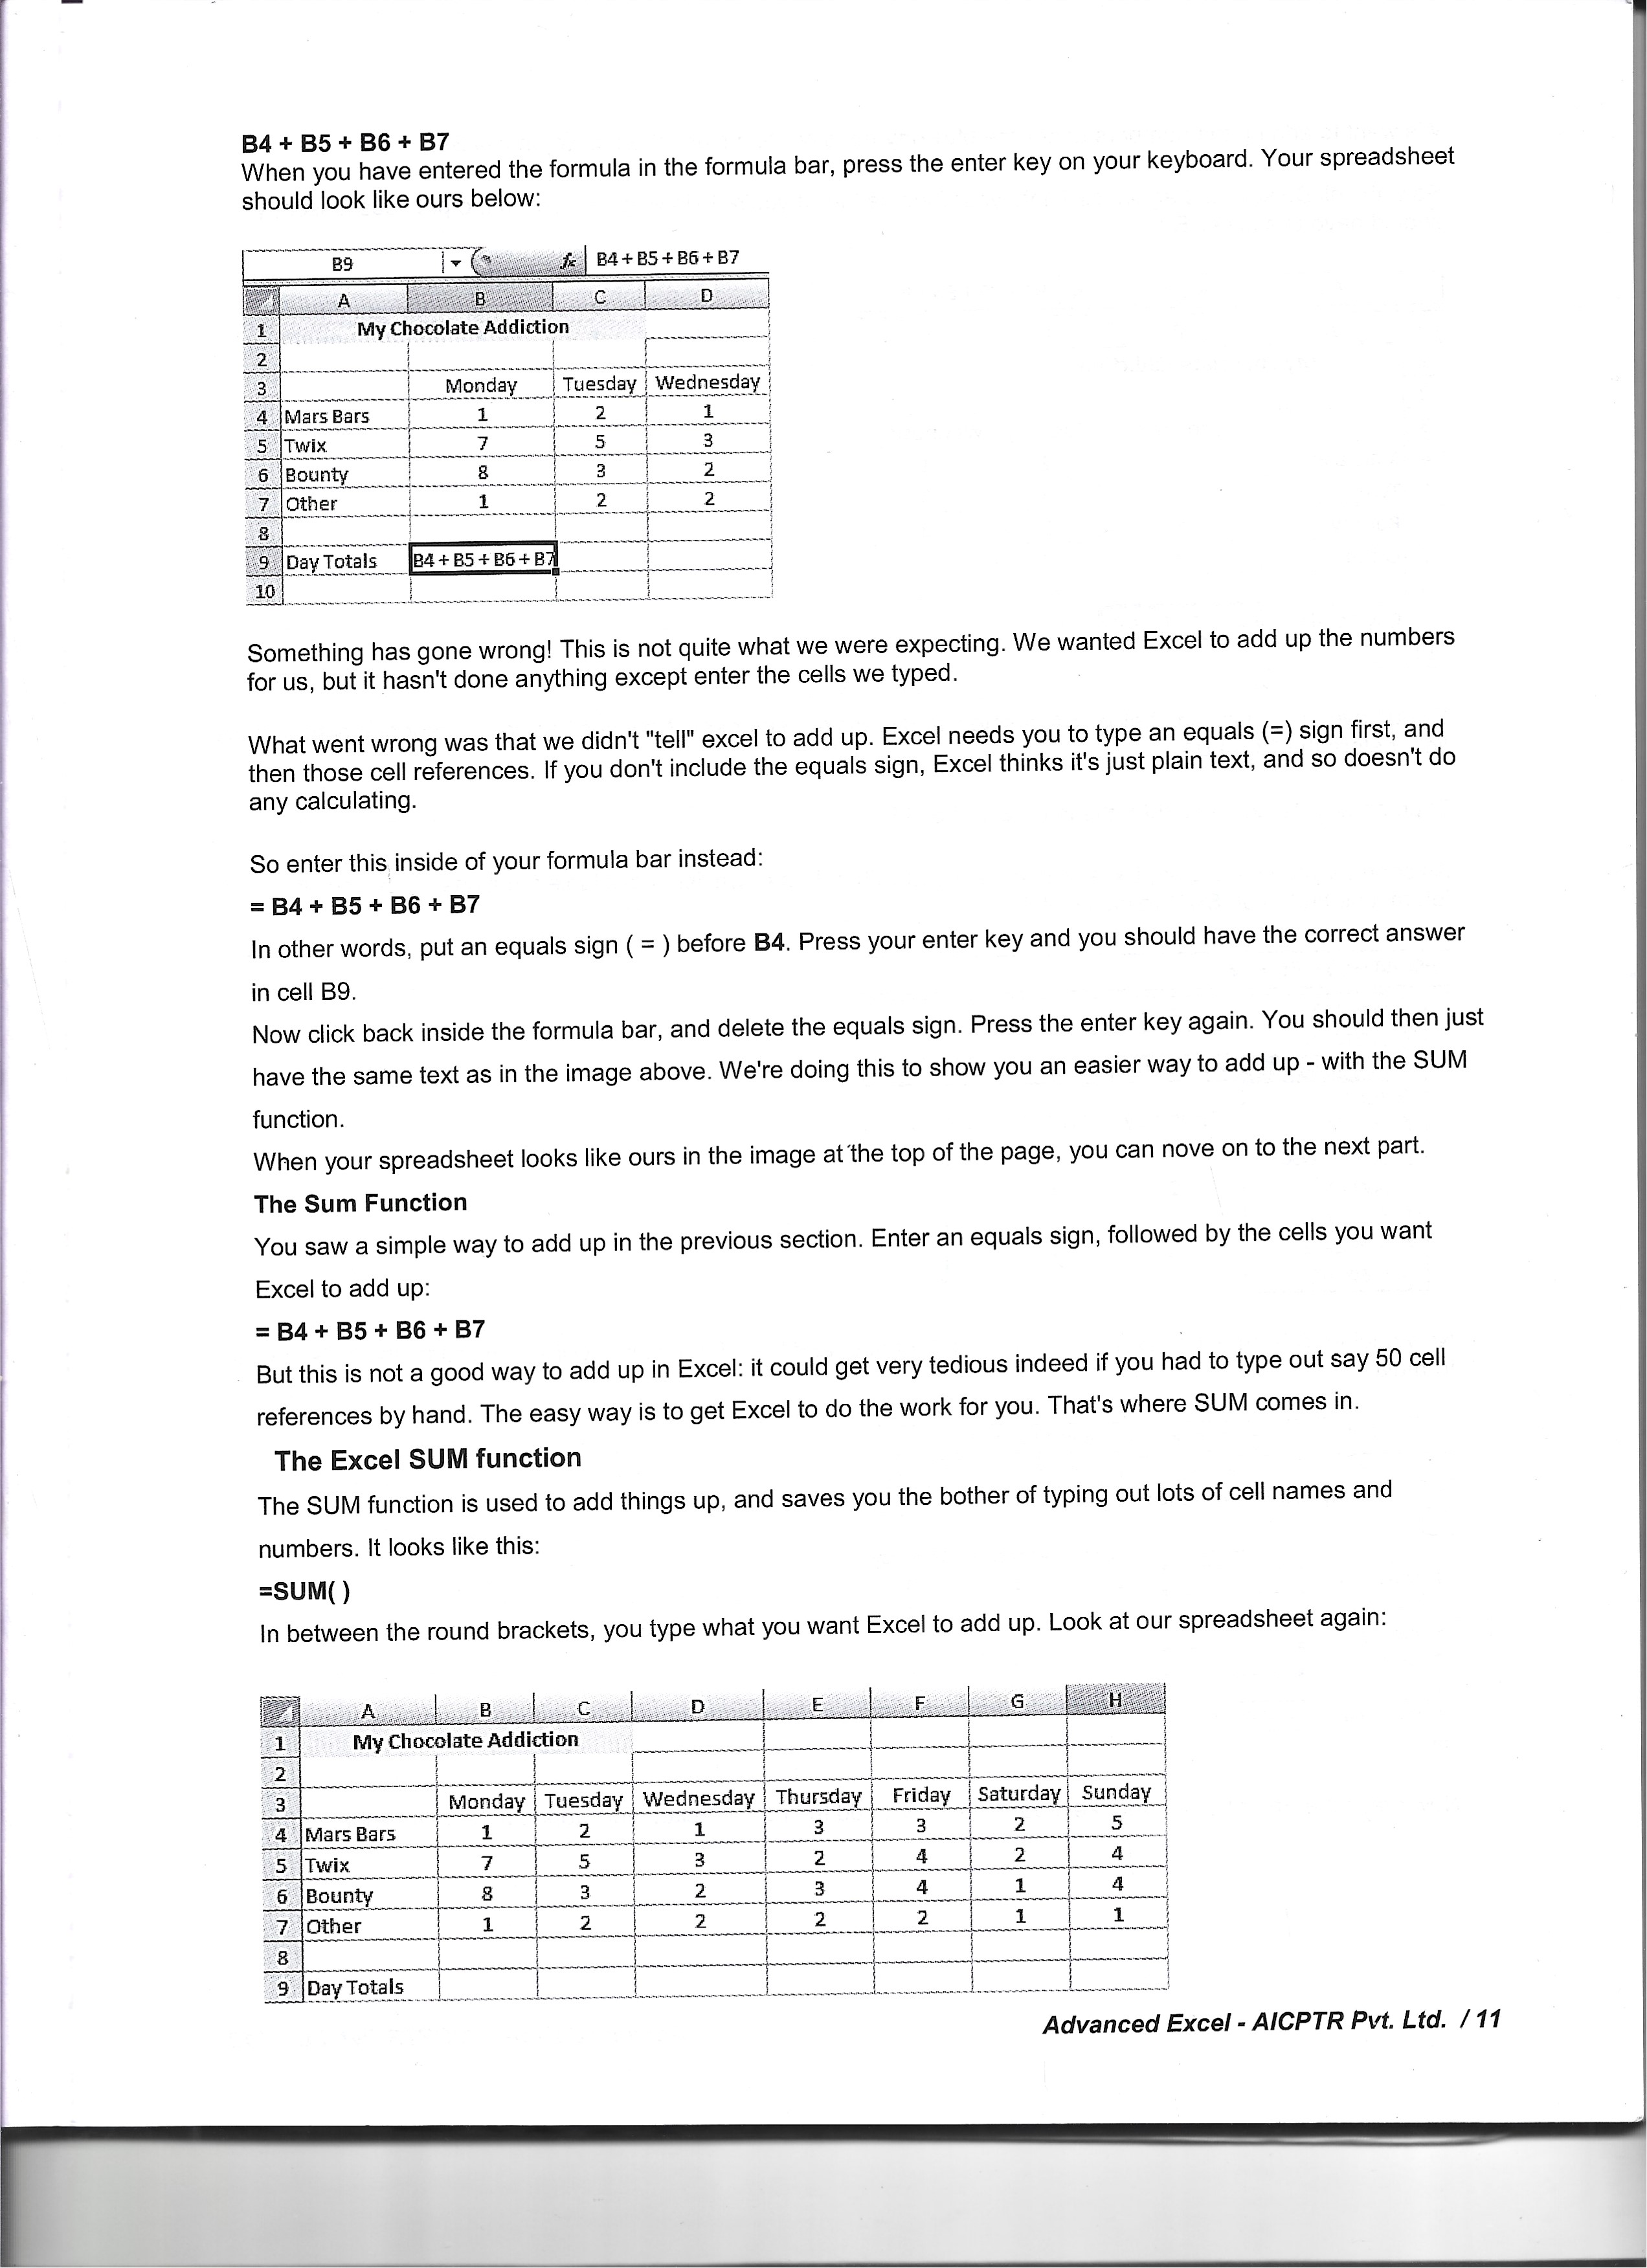 B4 + B5 + B6 + B7
When you have entered the formula in the formula bar, press the enter key on your keyboard. Your spreadsheet
should look like ours below:
B9 fx B4 + B5 + B6 + B7
A B C D
1 My Chocolate Addiction
2
3 Monday Tuesday Wednesday
4 Mars Bars 1 2 1
5 Twix 7 5 3
6 Bounty 8 3 2
7 Other 1 2 2
8
9 Day Totals B4 + B5 + B6 + B7
10
Something has gone wrong! This is not quite what we were expecting. We wanted Excel to add up the numbers
for us, but it hasn't done anything except enter the cells we typed.
What went wrong was that we didn't "tell" excel to add up. Excel needs you to type an equals (=) sign first, and
then those cell references. If you don't include the equals sign, Excel thinks it's just plain text, and so doesn't do
any calculating.
So enter this inside of your formula bar instead:
= B4 + B5 + B6 + B7
In other words, put an equals sign ( = ) before B4. Press your enter key and you should have the correct answer
in cell B9.
Now click back inside the formula bar, and delete the equals sign. Press the enter key again. You should then just
have the same text as in the image above. We're doing this to show you an easier way to add up - with the SUM
function.
When your spreadsheet looks like ours in the image at the top of the page, you can nove on to the next part.
The Sum Function
You saw a simple way to add up in the previous section. Enter an equals sign, followed by the cells you want
Excel to add up:
= B4 + B5 + B6 + B7
But this is not a good way to add up in Excel: it could get very tedious indeed if you had to type out say 50 cell
references by hand. The easy way is to get Excel to do the work for you. That's where SUM comes in.
The Excel SUM function
The SUM function is used to add things up, and saves you the bother of typing out lots of cell names and
numbers. It looks like this:
=SUM( )
In between the round brackets, you type what you want Excel to add up. Look at our spreadsheet again:
A B C D E F G H
1 My Chocolate Addiction
2
3 Monday Tuesday Wednesday Thursday Friday Saturday Sunday
4 Mars Bars 1 2 1 3 3 2 5
5 Twix 7 5 3 2 4 2 4
6 Bounty 8 3 2 3 4 1 4
7 Other 1 2 2 2 2 1 1
8
9 Day Totals
Advanced Excel - AICPTR Pvt. Ltd. / 11